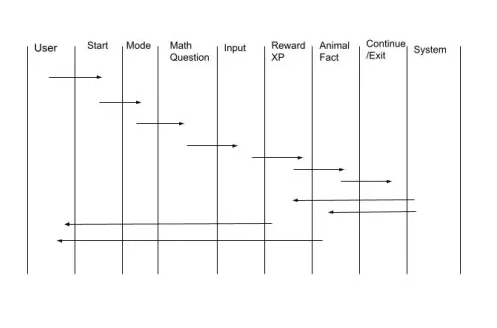 User
Start
Mode
Math
Question
Input
Reward
XP
Animal
Fact
Continue
/Exit
System